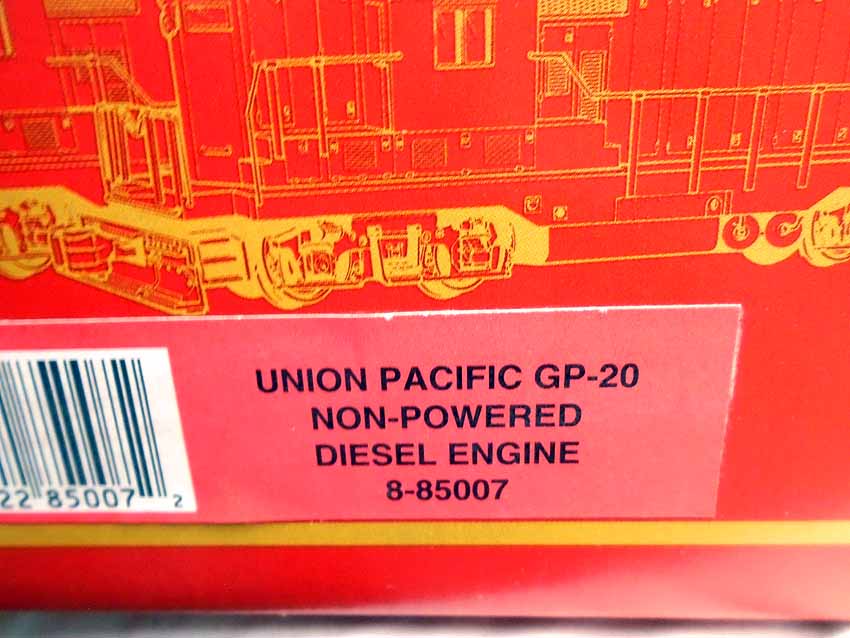 UNION PACIFIC GP-20
NON-POWERED
DIESEL ENGINE
8-85007
22 85007 2